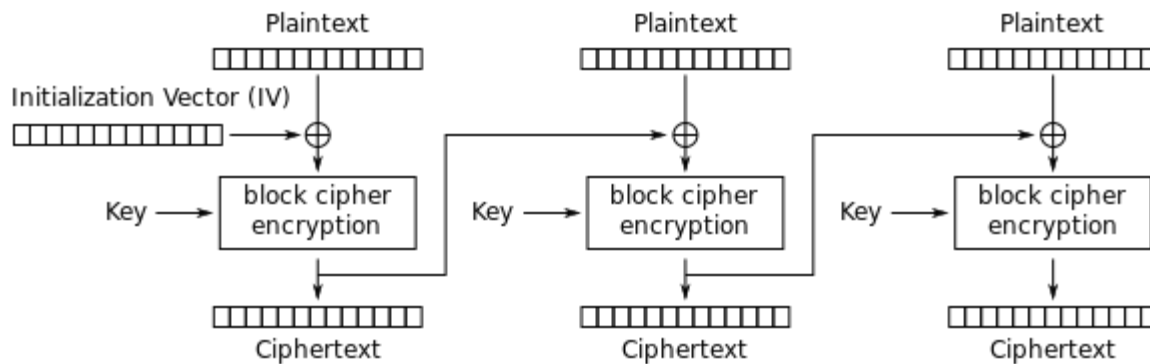 Plaintext
Plaintext
Plaintext
Initialization Vector (IV)
Key
block cipher
encryption
Key
block cipher
encryption
Key
block cipher
encryption
Ciphertext
Ciphertext
Ciphertext